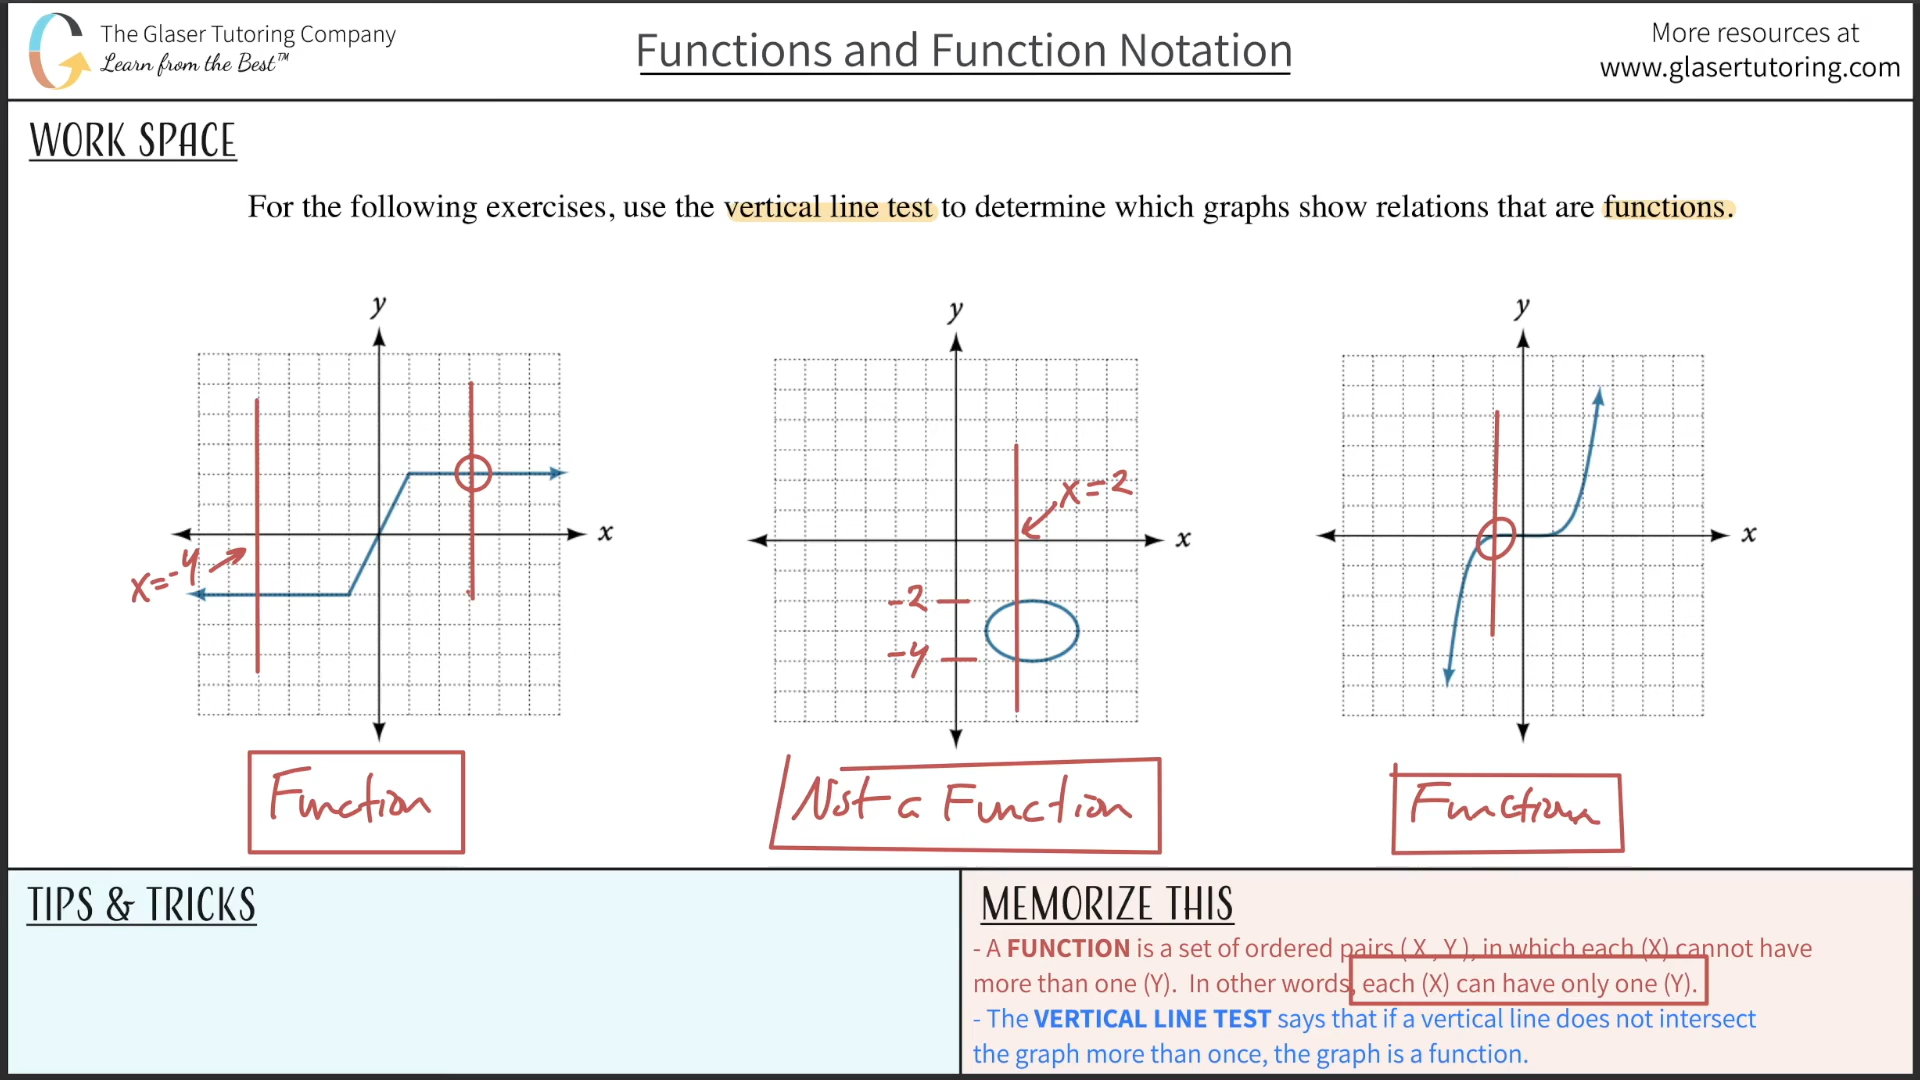 The Glaser Tutoring Company
Learn from the Best™
Functions and Function Notation
More resources at
www.glasertutoring.com
WORK SPACE
For the following exercises, use the vertical line test to determine which graphs show relations that are functions.
y
x
x=-4
Function
y
x
x=2
-2
-4
Not a Function
y
x
Function
TIPS & TRICKS
MEMORIZE THIS
- A FUNCTION is a set of ordered pairs ( X , Y ), in which each (X) cannot have
more than one (Y). In other words, each (X) can have only one (Y).
- The VERTICAL LINE TEST says that if a vertical line does not intersect
the graph more than once, the graph is a function.